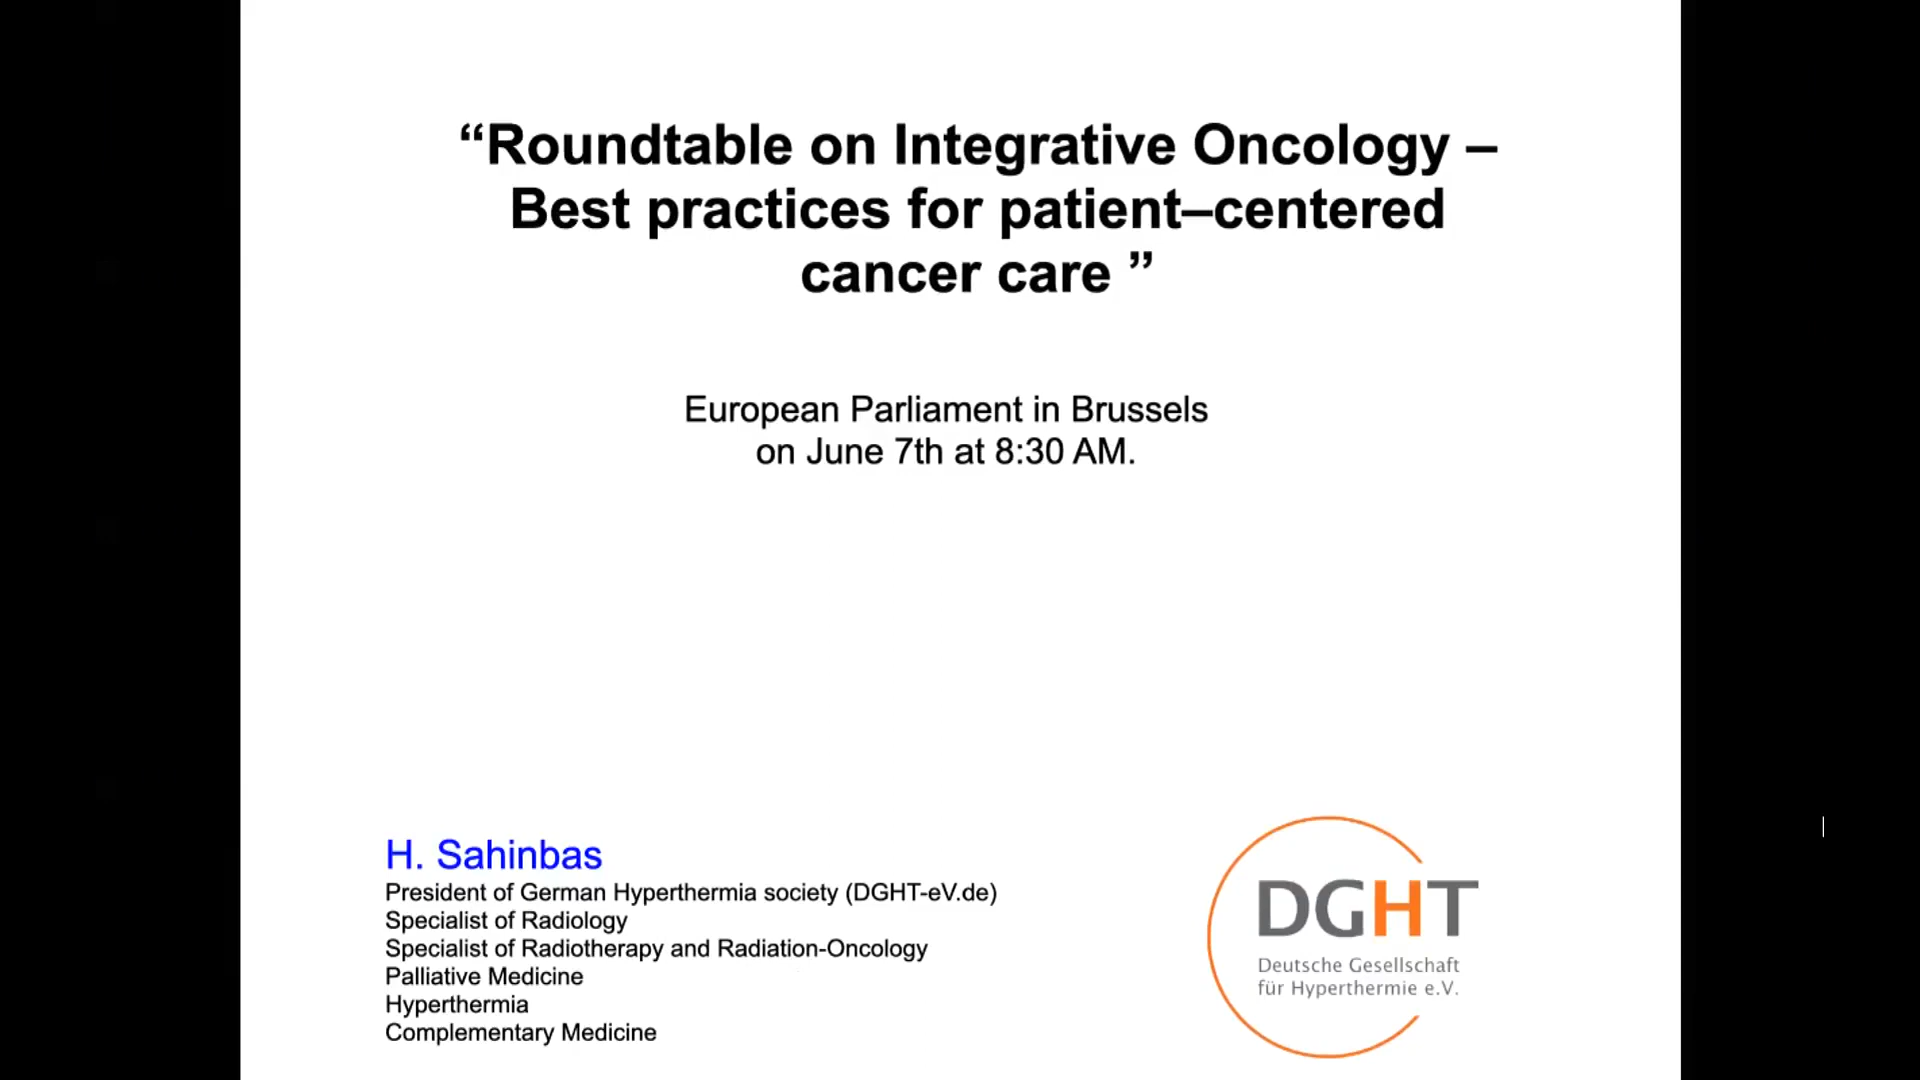 “Roundtable on Integrative Oncology –
Best practices for patient–centered
cancer care ”
European Parliament in Brussels
on June 7th at 8:30 AM.
H. Sahinbas
President of German Hyperthermia society (DGHT-eV.de)
Specialist of Radiology
Specialist of Radiotherapy and Radiation-Oncology
Palliative Medicine
Hyperthermia
Complementary Medicine
DGHT
Deutsche Gesellschaft
für Hyperthermie e.V.